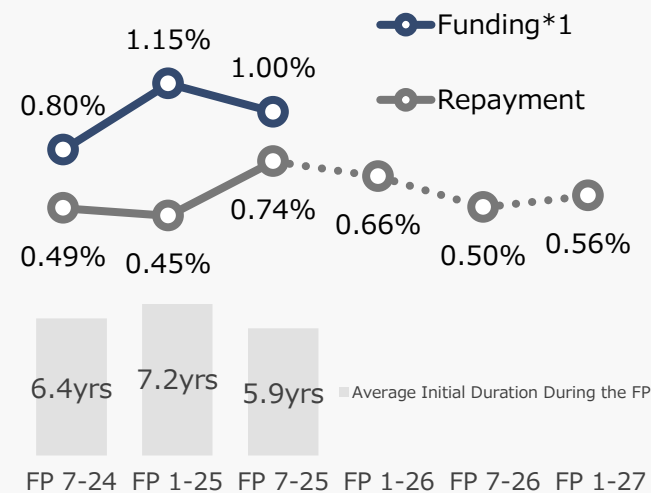 Funding*1
1.15%
1.00%
0.80%
Repayment
0.74%
0.66%
0.49%
0.45%
0.50%
0.56%
6.4yrs
7.2yrs
5.9yrs
Average Initial Duration During the FP
FP 7-24 FP 1-25 FP 7-25 FP 1-26 FP 7-26 FP 1-27